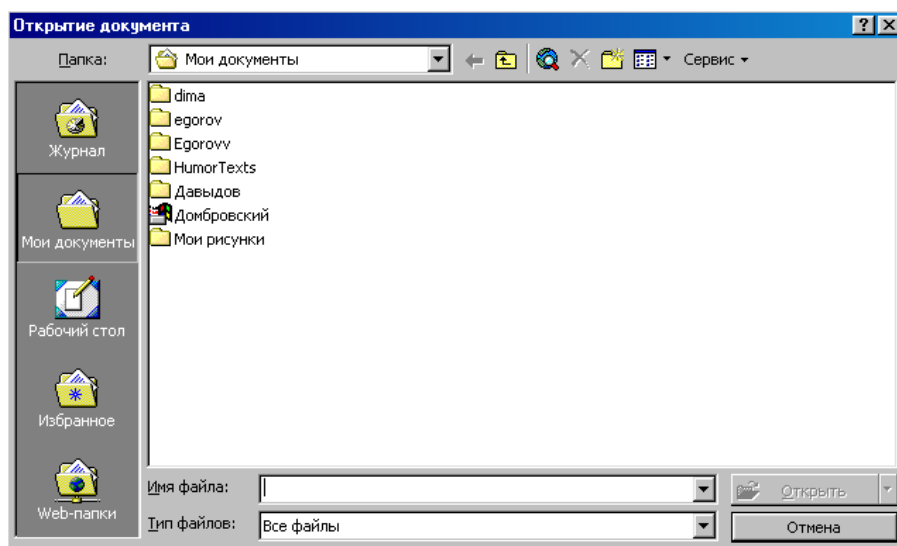 Открытие документа
Папка: Мои документы Сервис
dima
egorov
Egorovv
HumorTexts
Давыдов
Домбровский
Мои рисунки
Журнал
Мои документы
Рабочий стол
Избранное
Web-папки
Имя файла: Открыть
Тип файлов: Все файлы Отмена